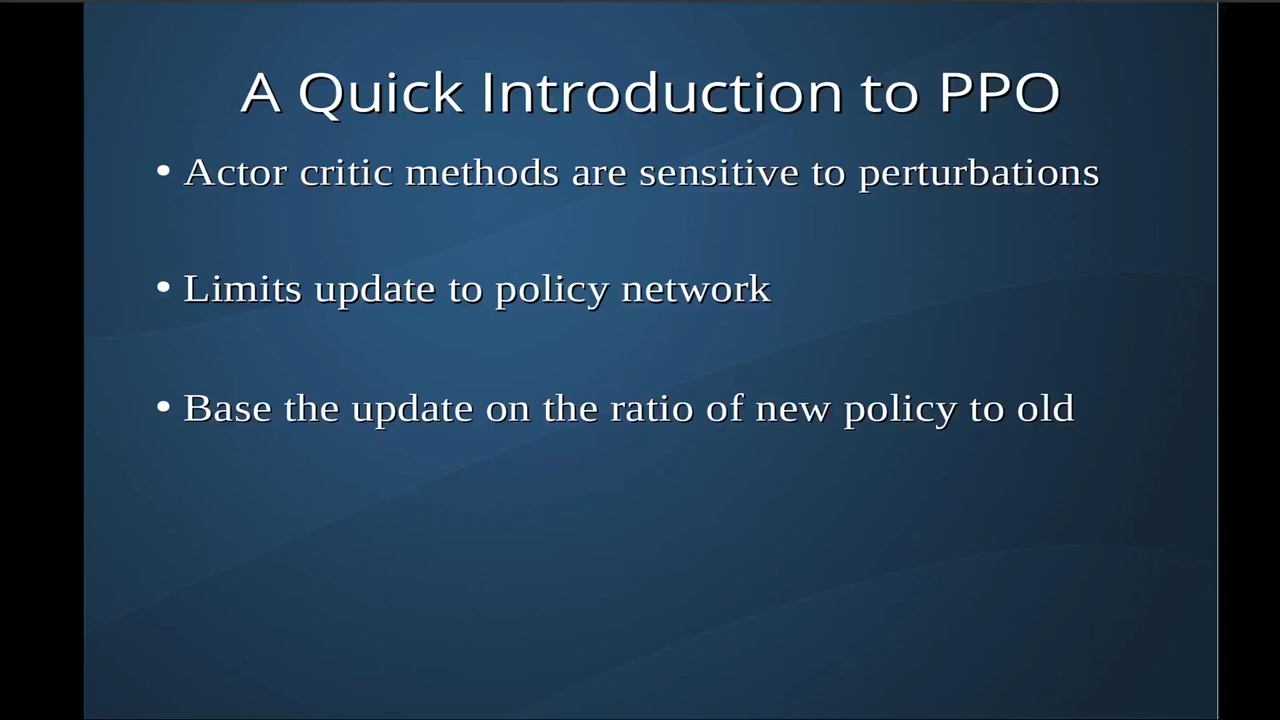 A Quick Introduction to PPO
• Actor critic methods are sensitive to perturbations
• Limits update to policy network
• Base the update on the ratio of new policy to old